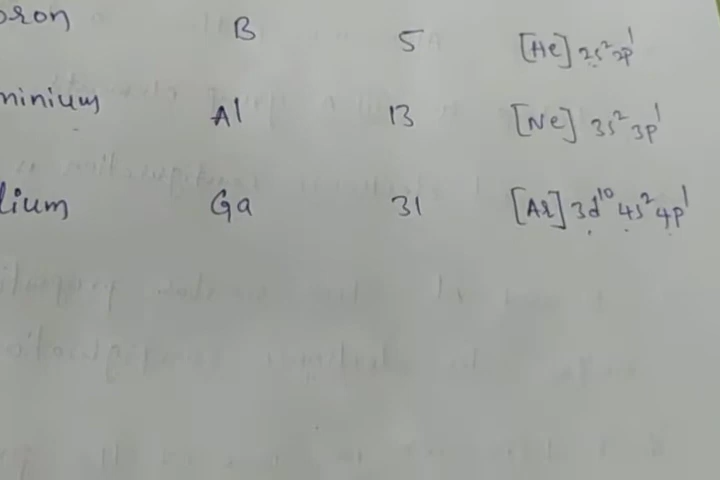 oron B 5 [He] 2s² 2p¹
minium Al 13 [Ne] 3s² 3p¹
lium Ga 31 [Ar] 3d¹⁰ 4s² 4p¹